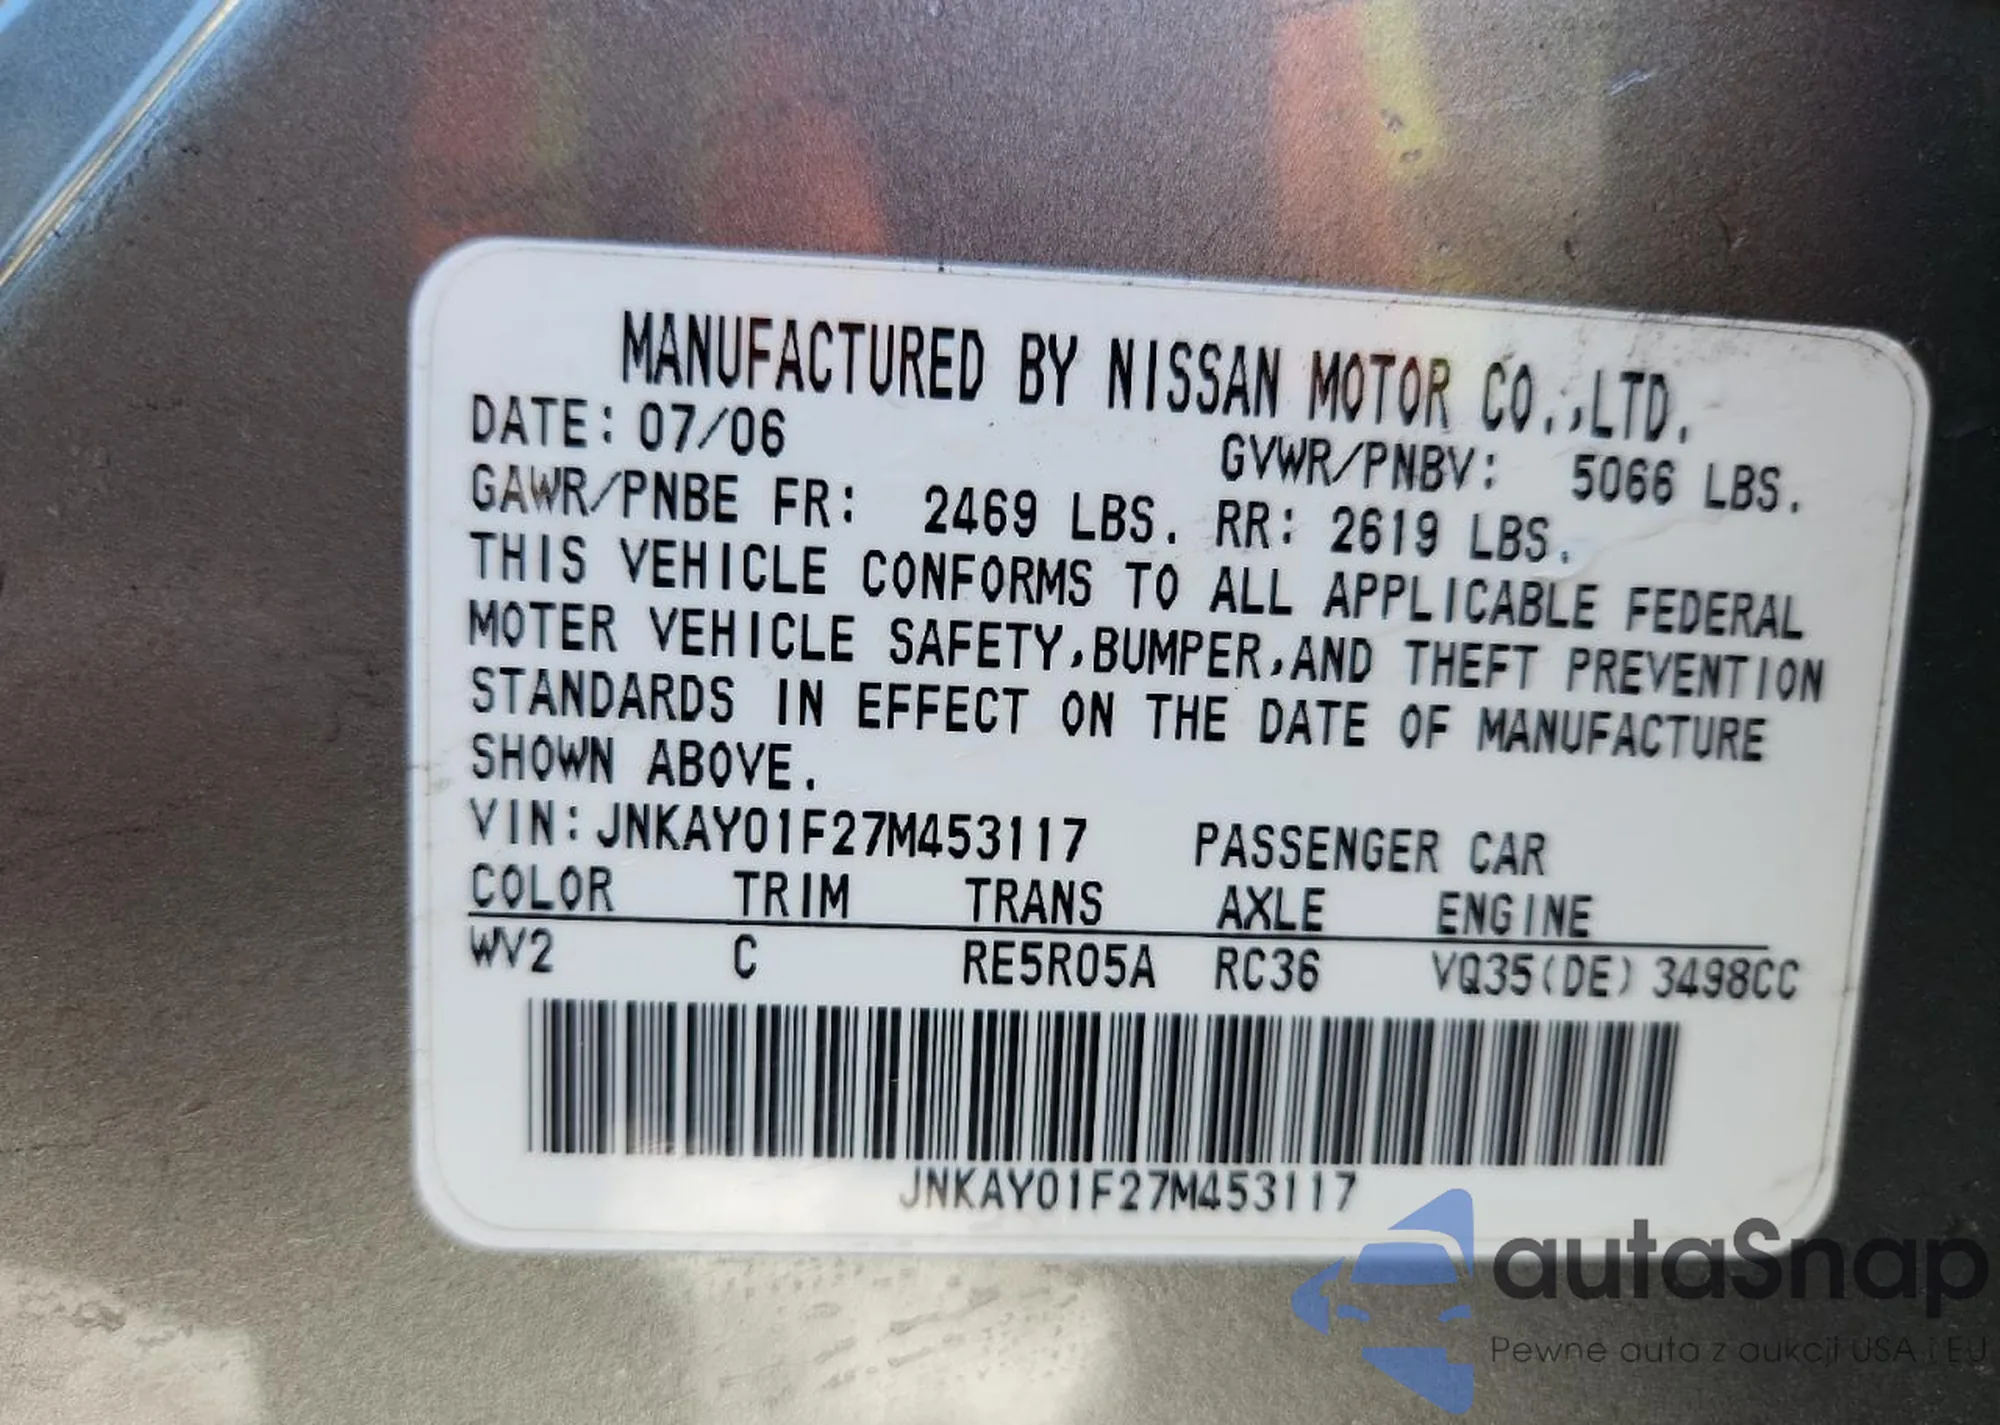 MANUFACTURED BY NISSAN MOTOR CO.,LTD.
DATE: 07/06 GVWR/PNBV: 5066 LBS.
GAWR/PNBE FR: 2469 LBS. RR: 2619 LBS.
THIS VEHICLE CONFORMS TO ALL APPLICABLE FEDERAL
MOTER VEHICLE SAFETY,BUMPER,AND THEFT PREVENTION
STANDARDS IN EFFECT ON THE DATE OF MANUFACTURE
SHOWN ABOVE.
VIN:JNKAY01F27M453117 PASSENGER CAR
COLOR TRIM TRANS AXLE ENGINE
WV2 C RE5R05A RC36 VQ35(DE) 3498CC
JNKAY01F27M453117
autaSnap
Pewne auta z aukcji USA i EU